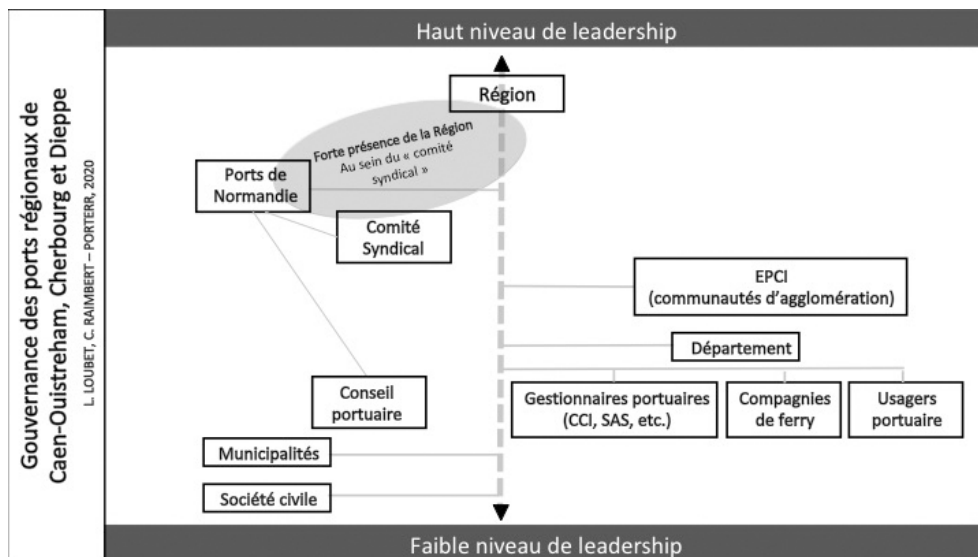 Gouvernance des ports régionaux de
Caen-Ouistreham, Cherbourg et Dieppe
L. LOUBET, C. RAIMBERT – PORTERR, 2020
Haut niveau de leadership
Région
Forte présence de la Région
Au sein du « comité
syndical »
Ports de
Normandie
Comité
Syndical
EPCI
(communautés d'agglomération)
Département
Conseil
portuaire
Gestionnaires portuaires
(CCI, SAS, etc.)
Compagnies
de ferry
Usagers
portuaire
Municipalités
Société civile
Faible niveau de leadership